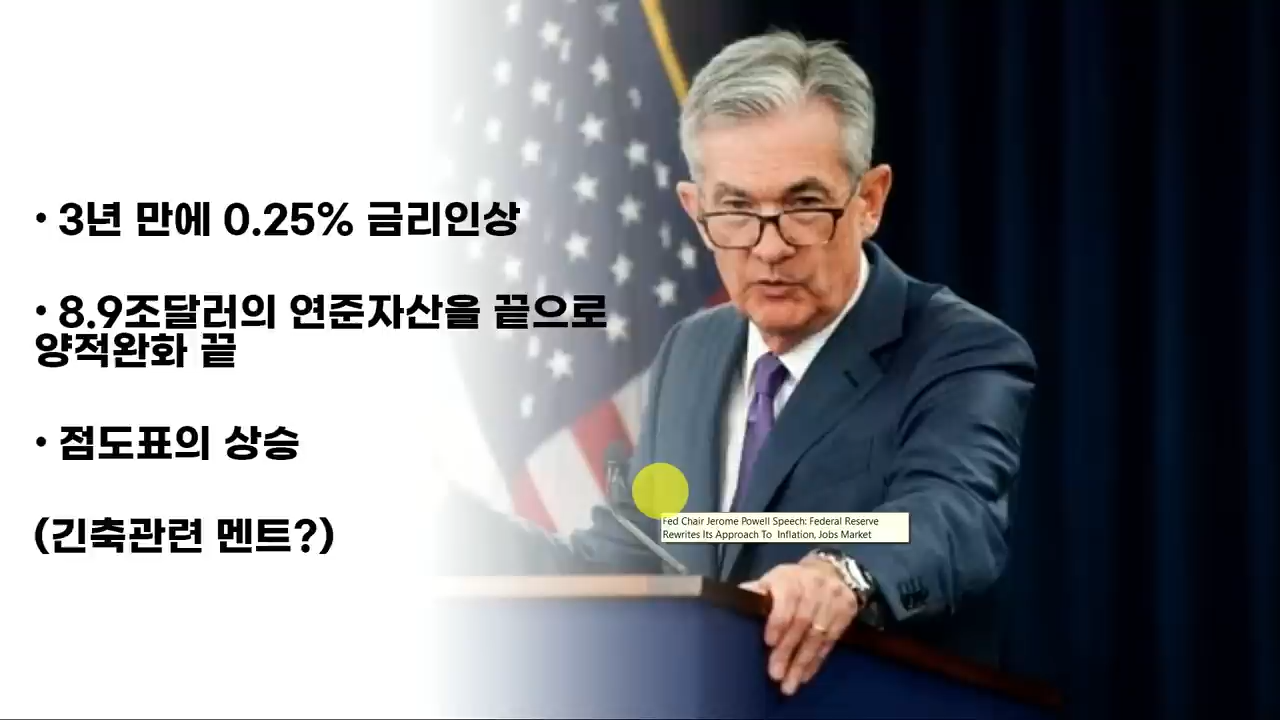 • 3년 만에 0.25% 금리인상
• 8.9조달러의 연준자산을 끝으로
양적완화 끝
• 점도표의 상승
(긴축관련 멘트?)
Fed Chair Jerome Powell Speech: Federal Reserve
Rewrites Its Approach To Inflation, Jobs Market